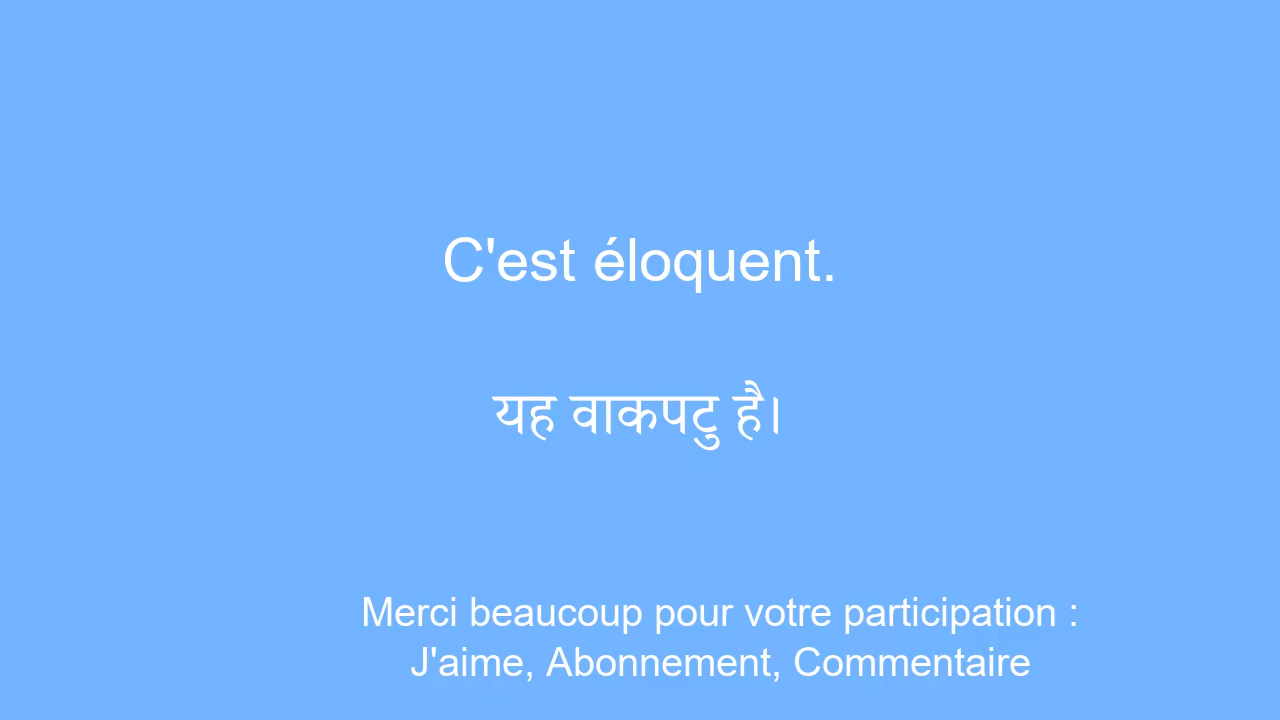 C'est éloquent.
यह वाकपटु है।
Merci beaucoup pour votre participation :
J'aime, Abonnement, Commentaire